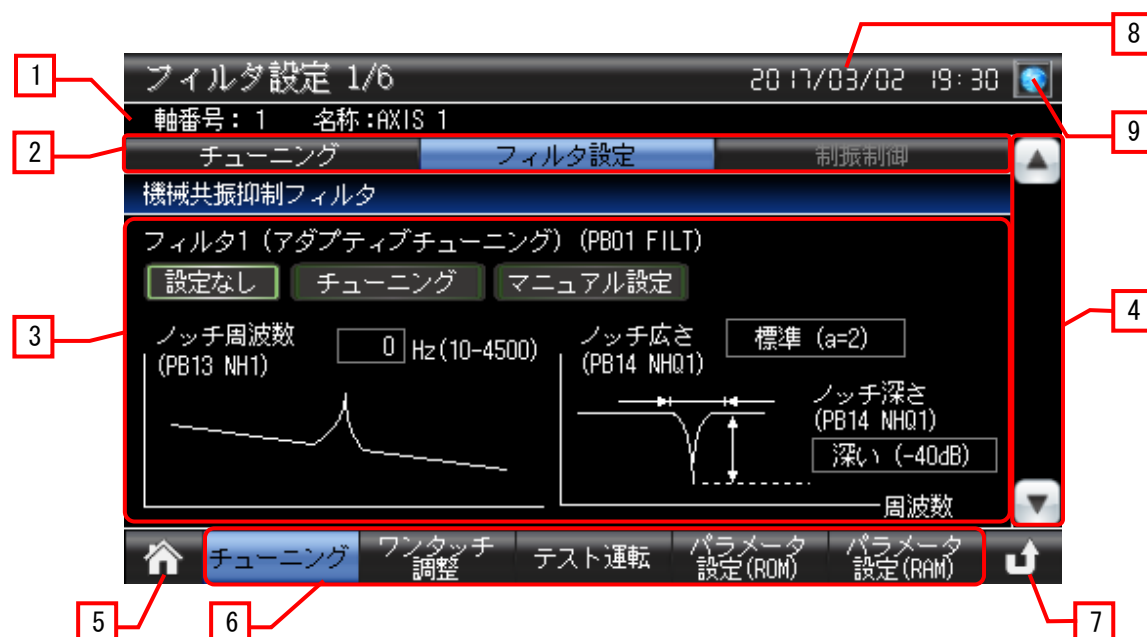 8
1
フィルタ設定 1/6
2017/03/02 19:30
軸番号: 1 名称:AXIS 1
9
2
チューニング フィルタ設定 制振制御
機械共振抑制フィルタ
フィルタ1(アダプティブチューニング)(PB01 FILT)
設定なし チューニング マニュアル設定
3
4
ノッチ周波数
(PB13 NH1)
0 Hz(10-4500)
ノッチ広さ
(PB14 NHQ1)
標準 (a=2)
ノッチ深さ
(PB14 NHQ1)
深い (-40dB)
周波数
チューニング
ワンタッチ
調整
テスト運転
パラメータ
設定(ROM)
パラメータ
設定(RAM)
5
6
7